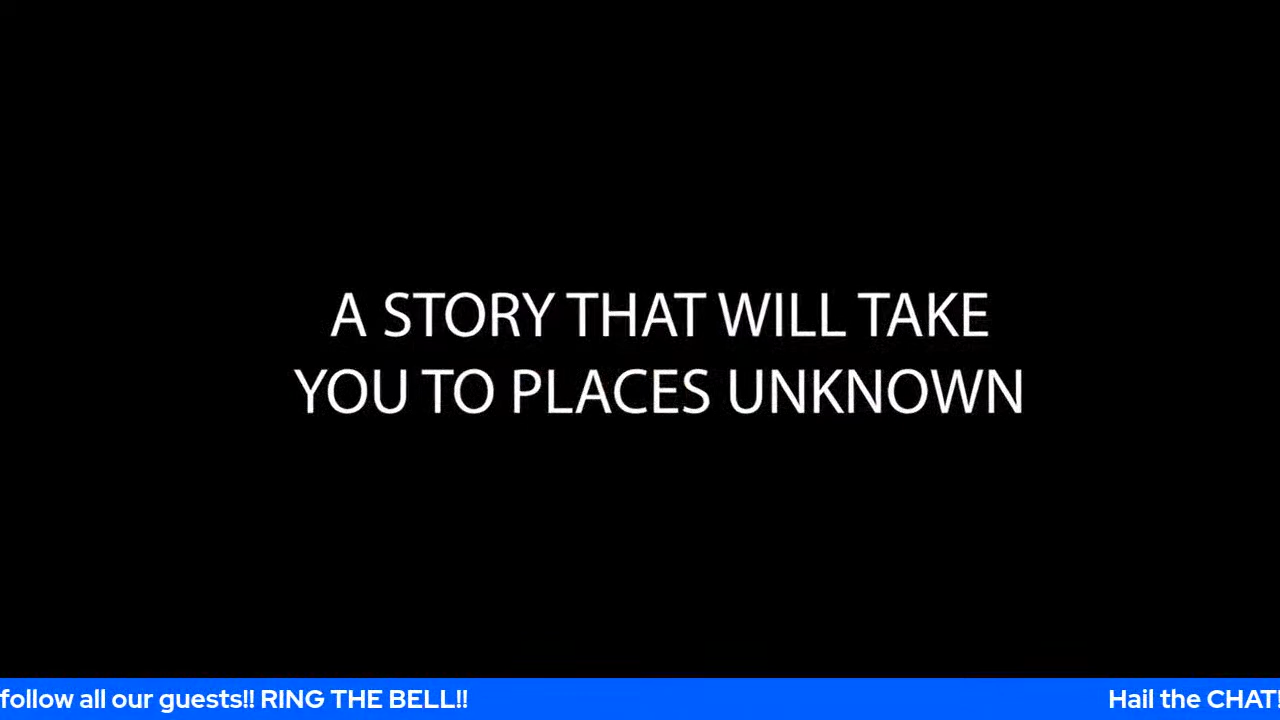 A STORY THAT WILL TAKE
YOU TO PLACES UNKNOWN
follow all our guests!! RING THE BELL!! Hail the CHAT!